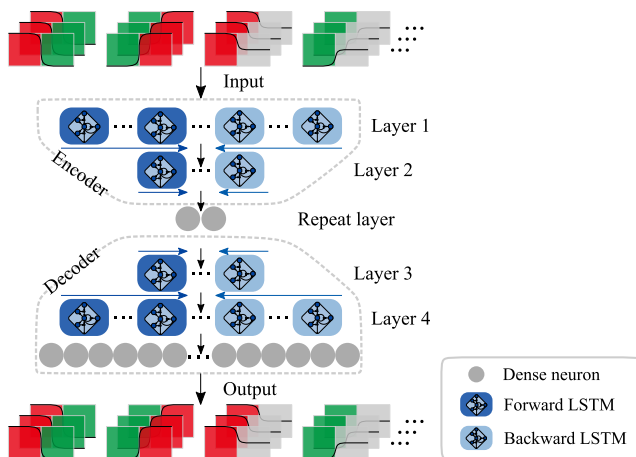 Input
Layer 1
Encoder
Layer 2
Repeat layer
Decoder
Layer 3
Layer 4
Output
Dense neuron
Forward LSTM
Backward LSTM